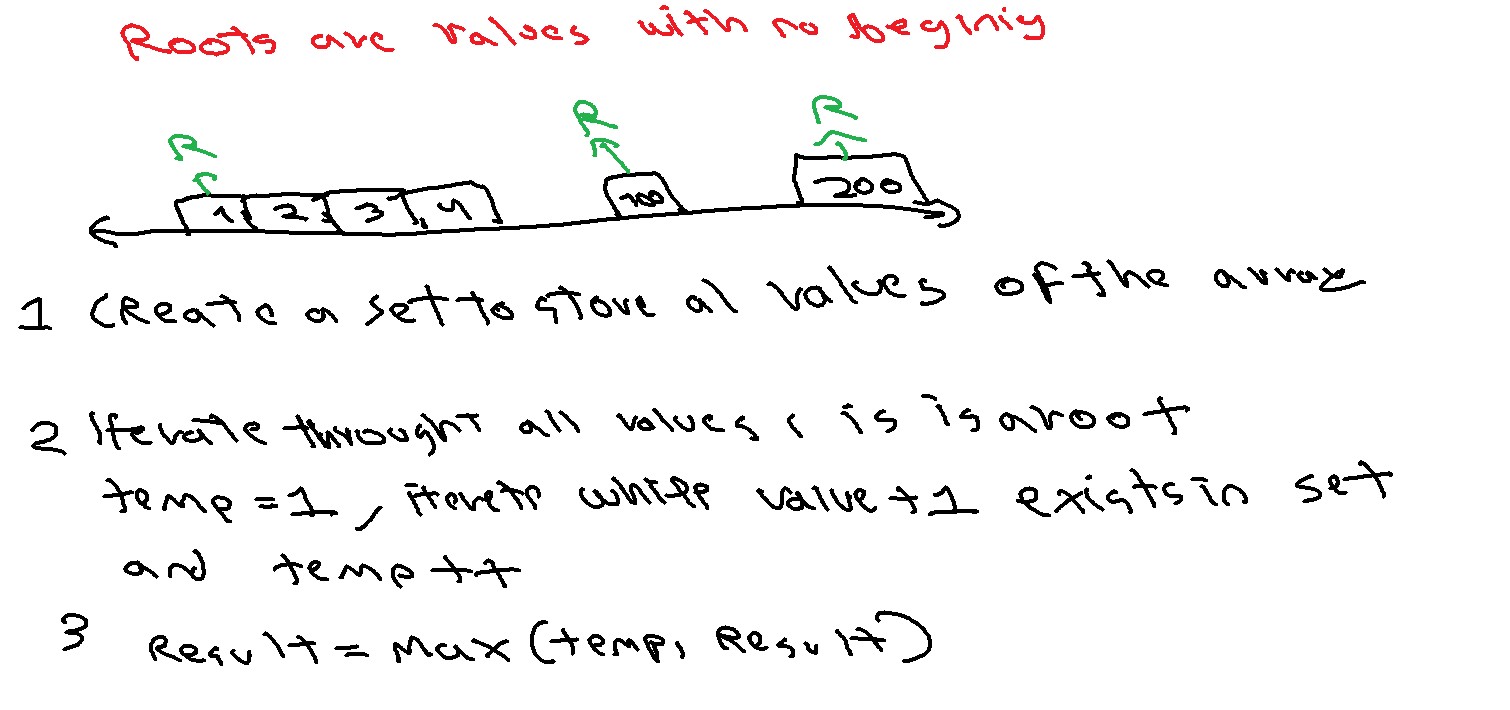 Roots are values with no beginiy
R R R
1 2 3 4 100 200
1 CReate a set to store al values of the array
2 Iterate throught all values ( is is a root
temp = 1, iterete while value + 1 exists in set
and temp ++
3 Result = Max (temp, Result)